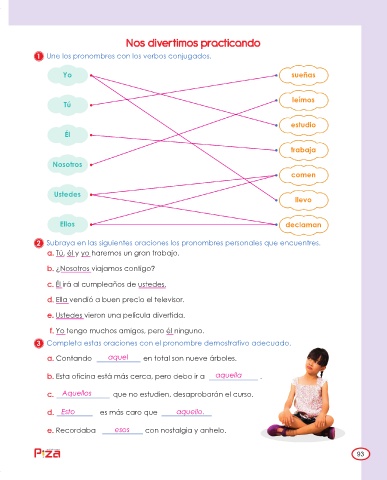 Nos divertimos practicando
1 Une los pronombres con los verbos conjugados.
Yo
sueñas
Tú
leímos
estudio
Él
trabaja
Nosotros
comen
Ustedes
llevo
Ellas
declaman
2 Subraya en las siguientes oraciones los pronombres personales que encuentres.
a. Tú, él y yo haremos un gran trabajo.
b. ¿Nosotros viajamos contigo?
c. Él irá al cumpleaños de ustedes.
d. Ella vendió a buen precio el televisor.
e. Ustedes vieron una película divertida.
f. Yo tengo muchos amigos, pero él ninguno.
3 Completa estas oraciones con el pronombre demostrativo adecuado.
a. Contando aquel en total son nueve árboles.
b. Esta oficina está más cerca, pero debo ir a aquella .
c. Aquellos que no estudien, desaprobarán el curso.
d. Esto es más caro que aquello.
e. Recordaba esos con nostalgia y anhelo.
Piza
93